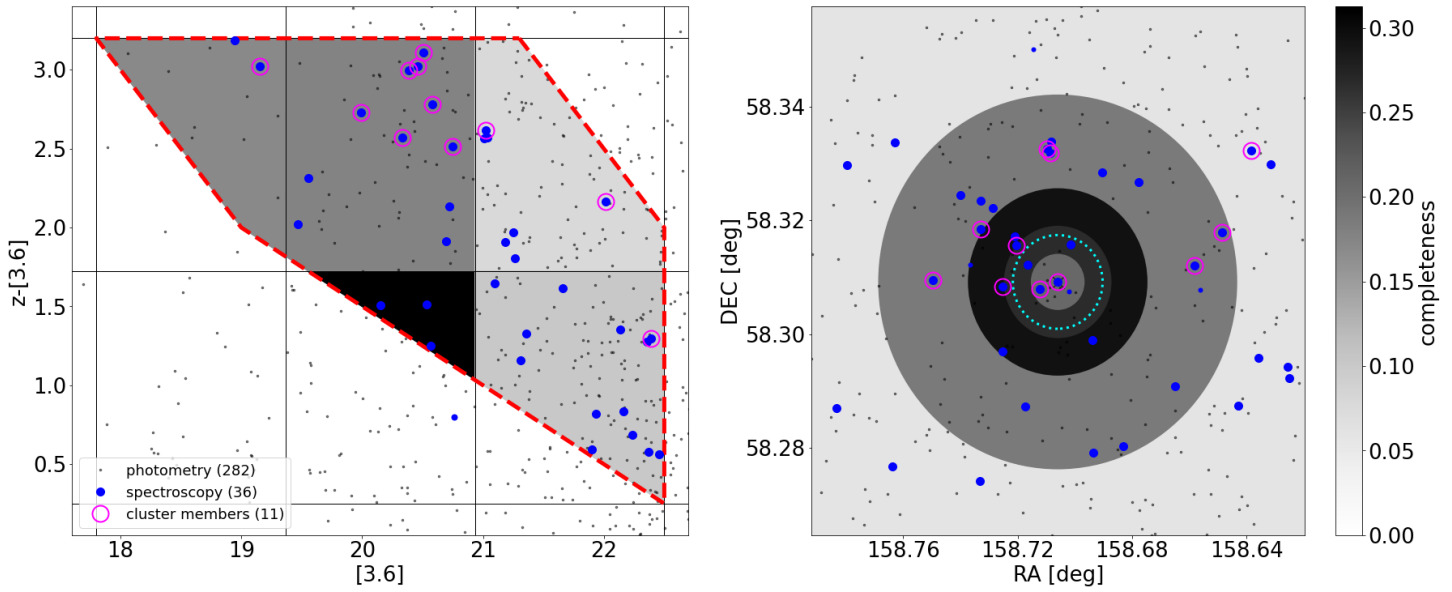 3.0
2.5
2.0
1.5
1.0
0.5
z-[3.6]
photometry (282)
spectroscopy (36)
cluster members (11)
18 19 20 21 22
[3.6]
58.34
58.32
58.30
58.28
DEC [deg]
158.76 158.72 158.68 158.64
RA [deg]
0.30
0.25
0.20
0.15
0.10
0.05
0.00
completeness